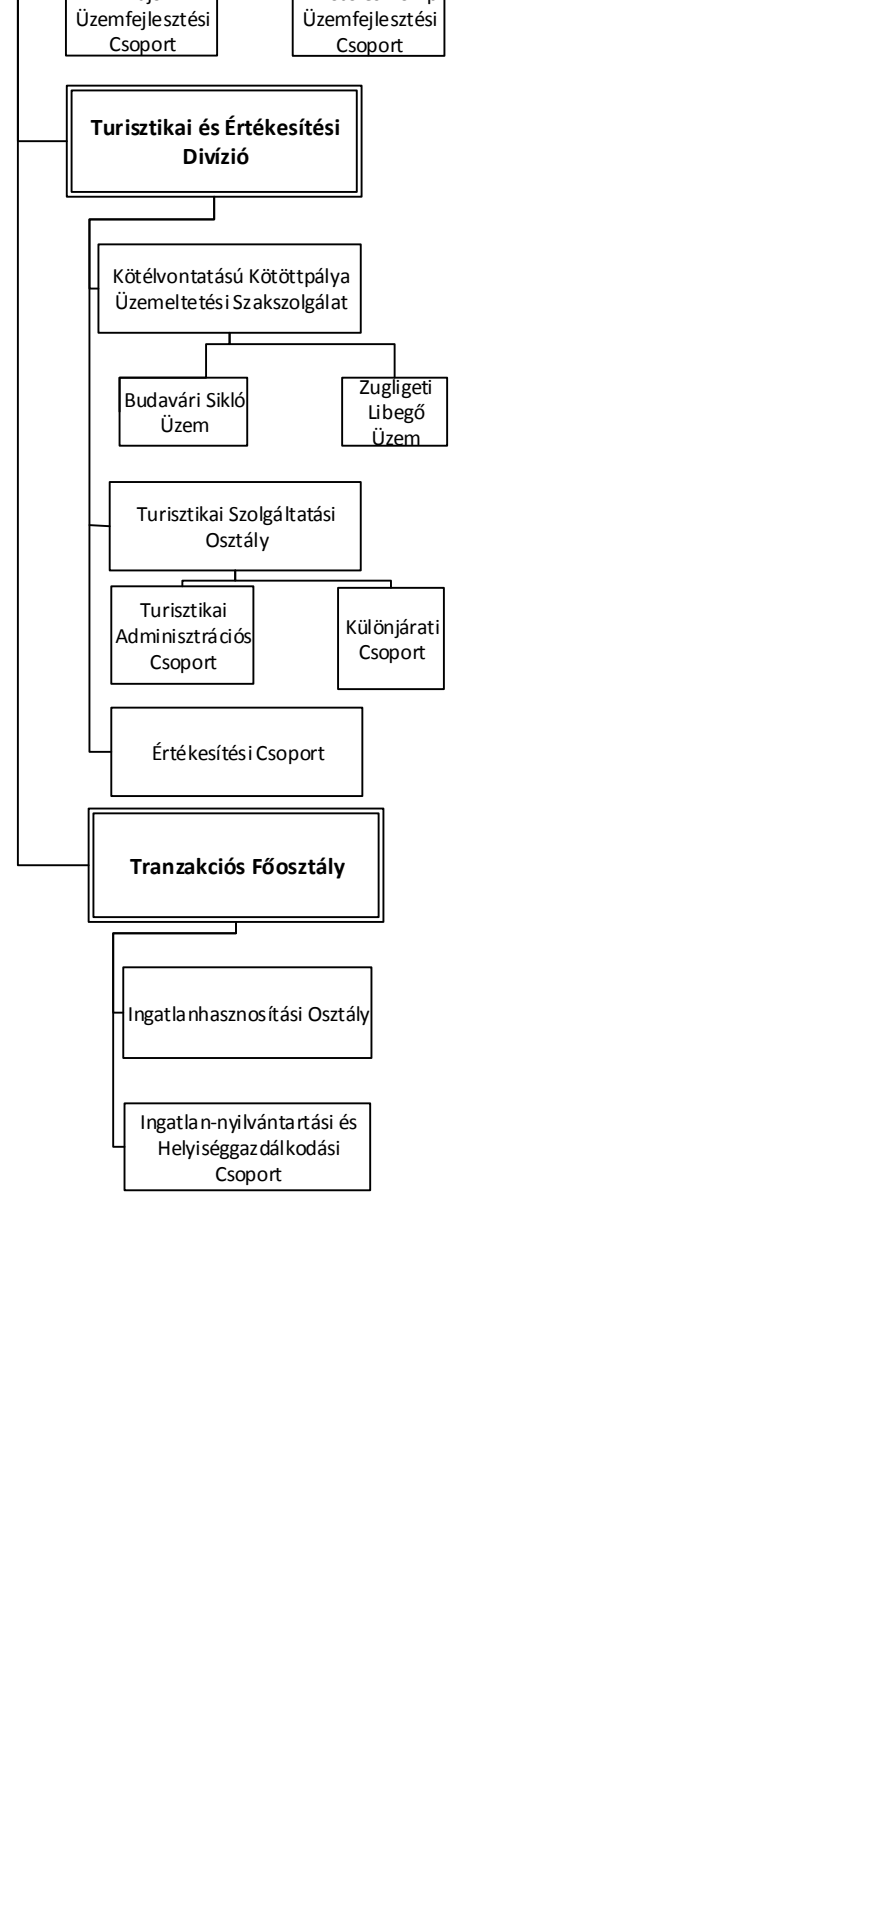 Üzemfejlesztési
Csoport
Üzemfejlesztési
Csoport
Turisztikai és Értékesítési
Divízió
Kötélvontatású Kötöttpálya
Üzemeltetési Szakszolgálat
Budavári Sikló
Üzem
Zugligeti
Libegő
Üzem
Turisztikai Szolgáltatási
Osztály
Turisztikai
Adminisztrációs
Csoport
Különjárati
Csoport
Értékesítési Csoport
Tranzakciós Főosztály
Ingatlanhasznosítási Osztály
Ingatlan-nyilvántartási és
Helyiséggazdálkodási
Csoport